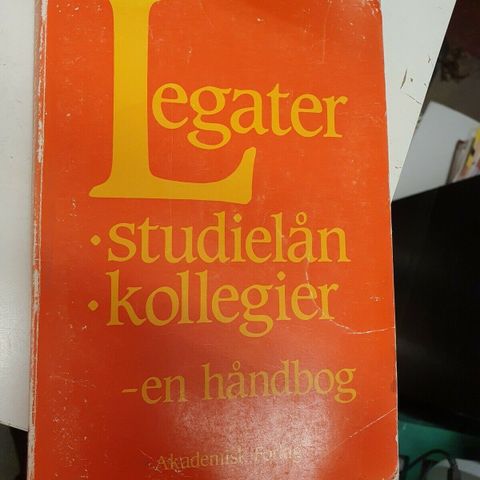 Legater
·studielån
·kollegier
-en håndbog
Akademisk Forlag